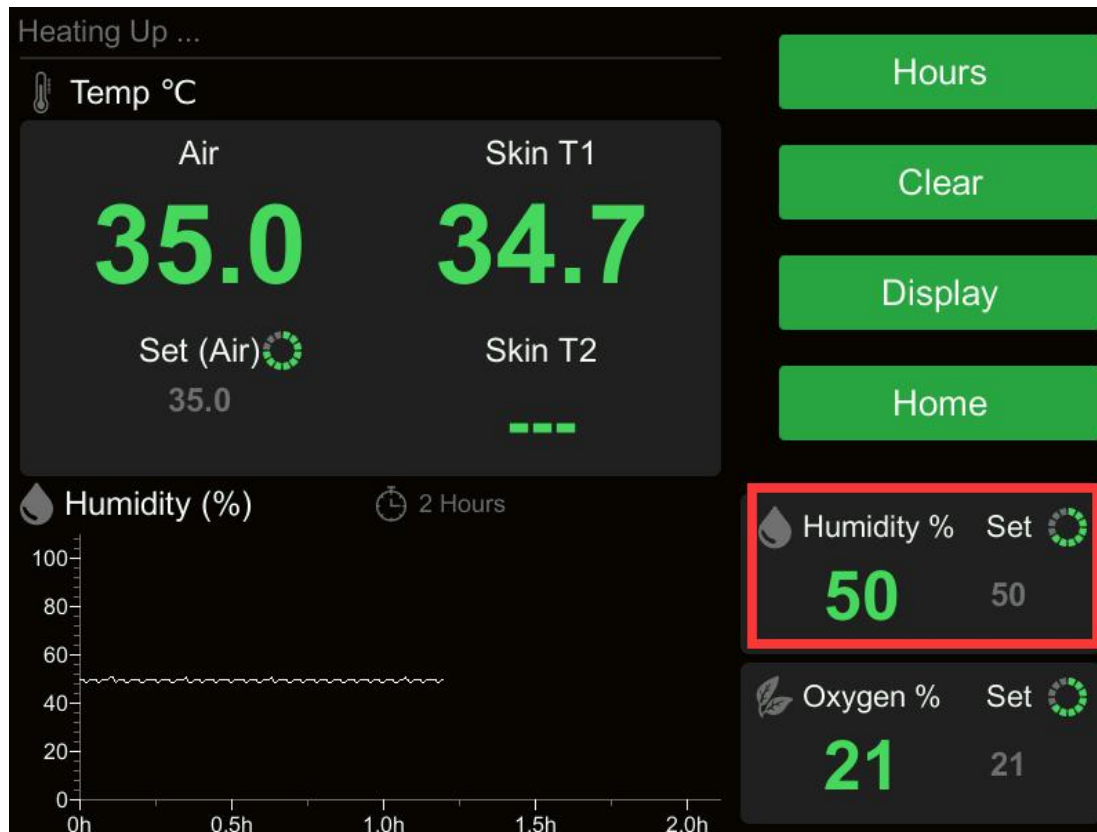 Heating Up ...
Temp °C
Air Skin T1
35.0 34.7
Set (Air) Skin T2
35.0 ---
Hours
Clear
Display
Home
Humidity (%) 2 Hours
100
80
60
40
20
0
0h 0.5h 1.0h 1.5h 2.0h
Humidity % Set
50 50
Oxygen % Set
21 21